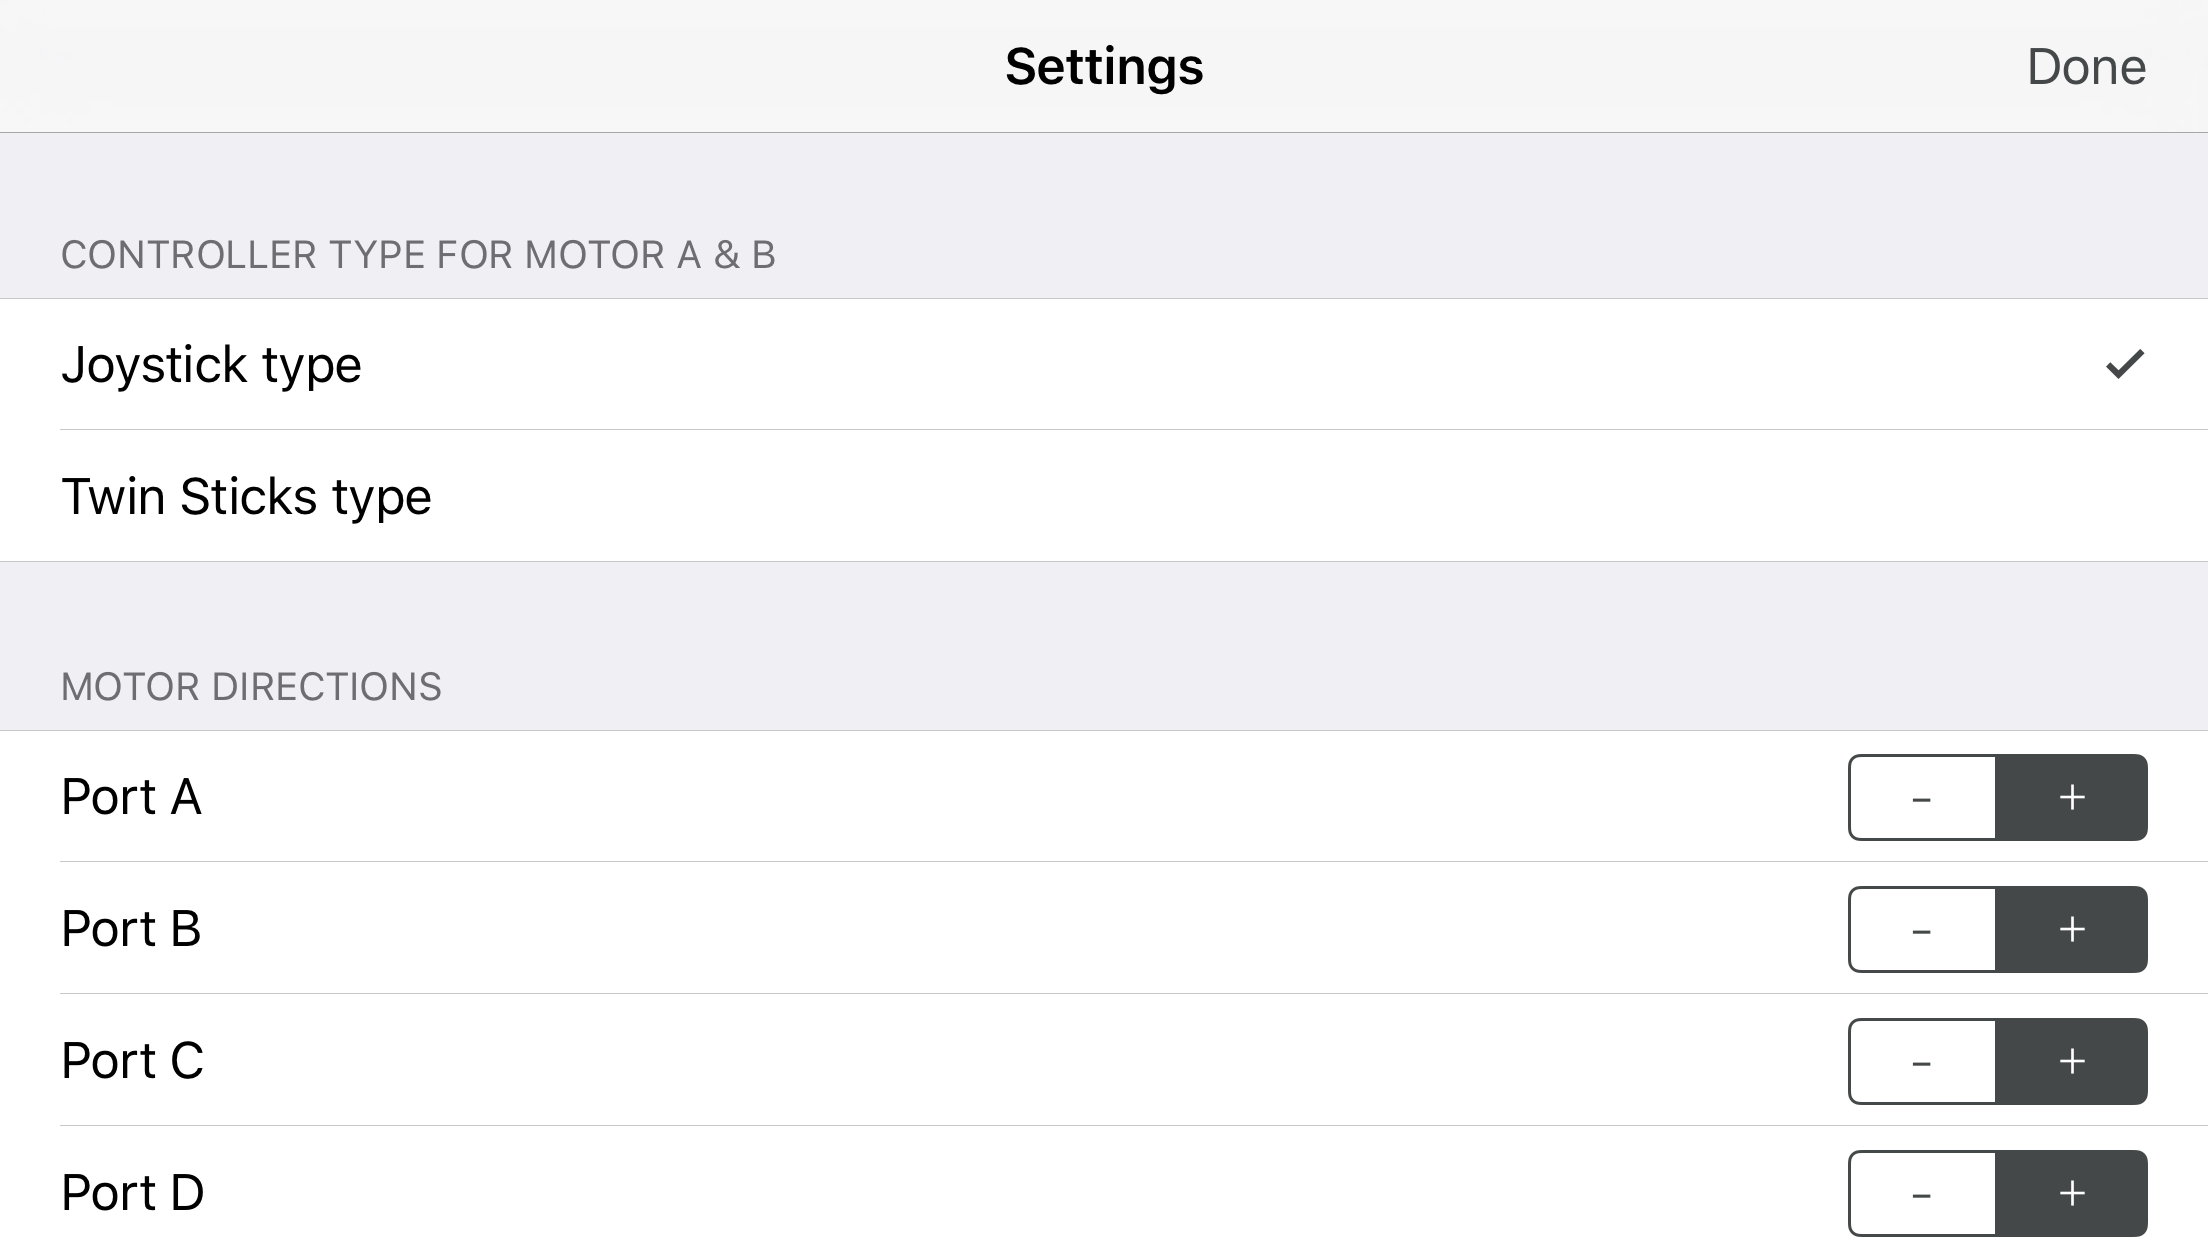 Settings
Done
CONTROLLER TYPE FOR MOTOR A & B
Joystick type
Twin Sticks type
MOTOR DIRECTIONS
Port A
- +
Port B
- +
Port C
- +
Port D
- +